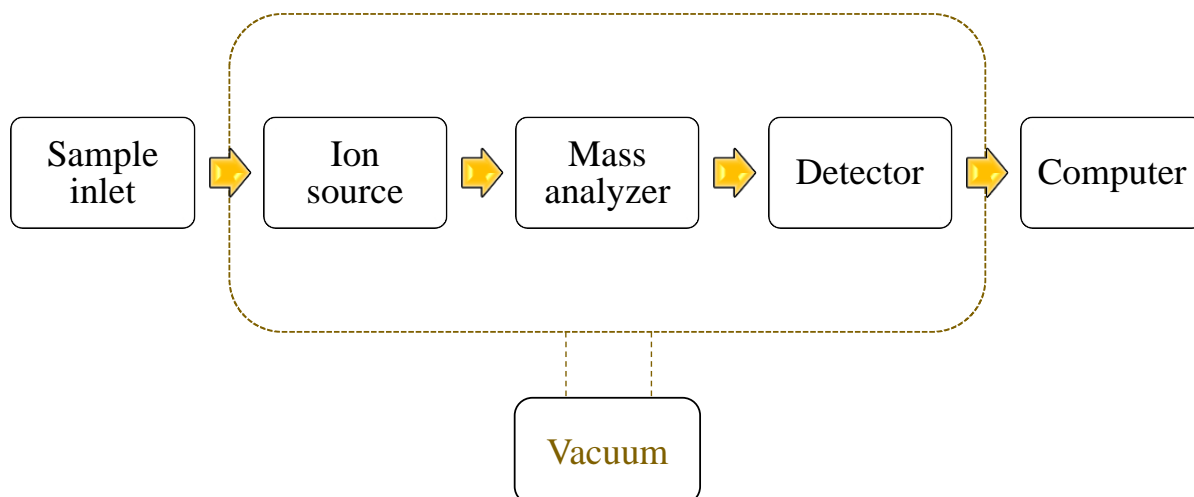 Sample
inlet
Ion
source
Mass
analyzer
Detector
Computer
Vacuum